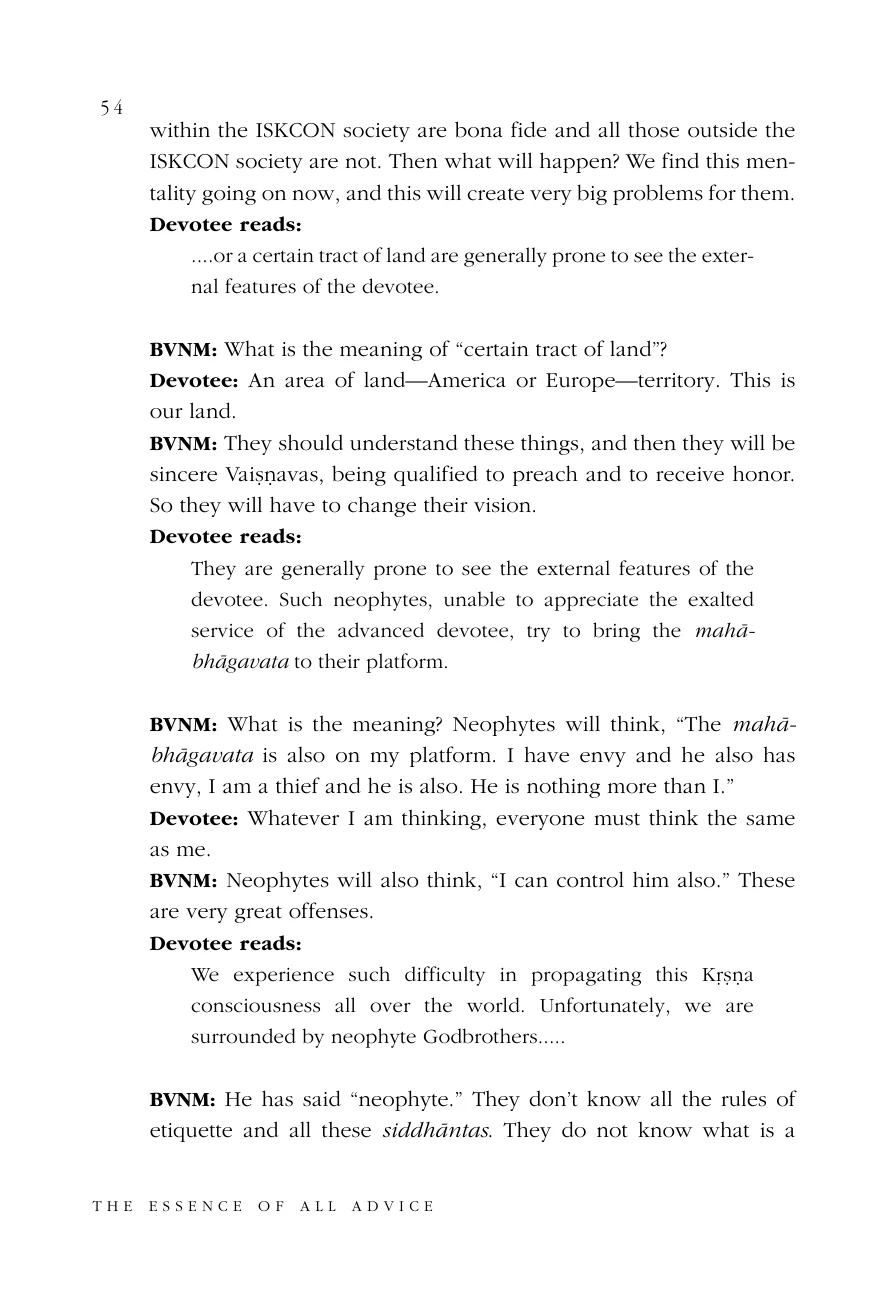 54
within the ISKCON society are bona fide and all those outside the
ISKCON society are not. Then what will happen? We find this men-
tality going on now, and this will create very big problems for them.
Devotee reads:
....or a certain tract of land are generally prone to see the exter-
nal features of the devotee.
BVNM: What is the meaning of “certain tract of land”?
Devotee: An area of land—America or Europe—territory. This is
our land.
BVNM: They should understand these things, and then they will be
sincere Vaiṣṇavas, being qualified to preach and to receive honor.
So they will have to change their vision.
Devotee reads:
They are generally prone to see the external features of the
devotee. Such neophytes, unable to appreciate the exalted
service of the advanced devotee, try to bring the mahā-
bhāgavata to their platform.
BVNM: What is the meaning? Neophytes will think, “The mahā-
bhāgavata is also on my platform. I have envy and he also has
envy, I am a thief and he is also. He is nothing more than I.”
Devotee: Whatever I am thinking, everyone must think the same
as me.
BVNM: Neophytes will also think, “I can control him also.” These
are very great offenses.
Devotee reads:
We experience such difficulty in propagating this Kṛṣṇa
consciousness all over the world. Unfortunately, we are
surrounded by neophyte Godbrothers.....
BVNM: He has said “neophyte.” They don’t know all the rules of
etiquette and all these siddhāntas. They do not know what is a
THE ESSENCE OF ALL ADVICE